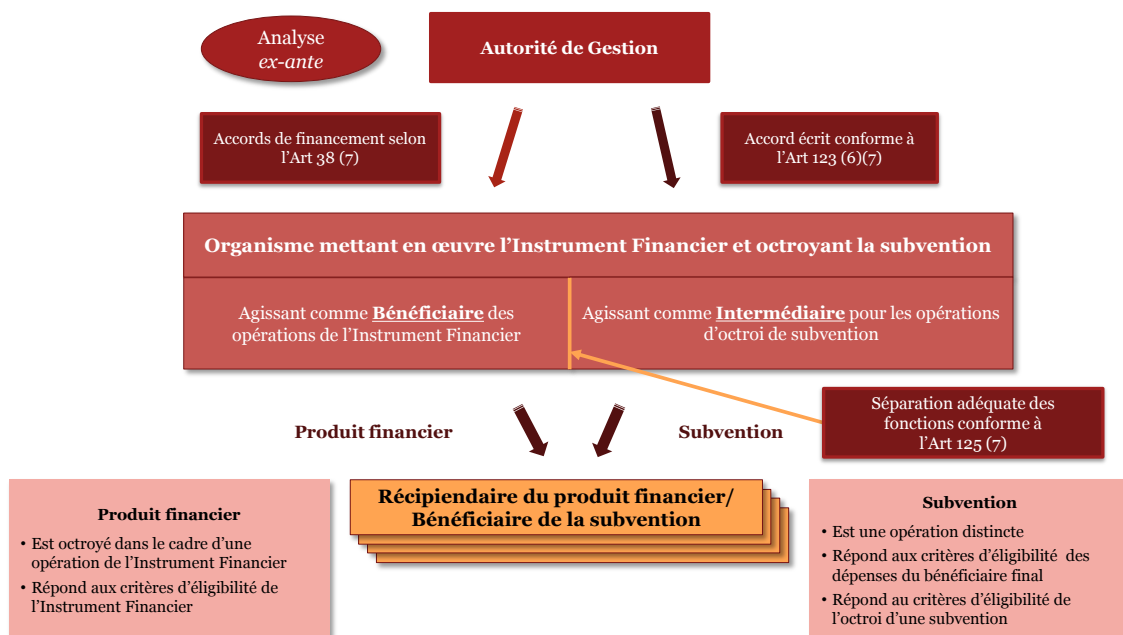 Analyse
ex-ante
Autorité de Gestion
Accords de financement selon
l'Art 38 (7)
Accord écrit conforme à
l'Art 123 (6)(7)
Organisme mettant en œuvre l'Instrument Financier et octroyant la subvention
Agissant comme Bénéficiaire des
opérations de l'Instrument Financier
Agissant comme Intermédiaire pour les opérations
d'octroi de subvention
Séparation adéquate des
fonctions conforme à
l'Art 125 (7)
Produit financier
Subvention
Produit financier
• Est octroyé dans le cadre d'une
opération de l'Instrument Financier
• Répond aux critères d'éligibilité de
l'Instrument Financier
Récipiendaire du produit financier/
Bénéficiaire de la subvention
Subvention
• Est une opération distincte
• Répond aux critères d'éligibilité des
dépenses du bénéficiaire final
• Répond au critères d'éligibilité de
l'octroi d'une subvention